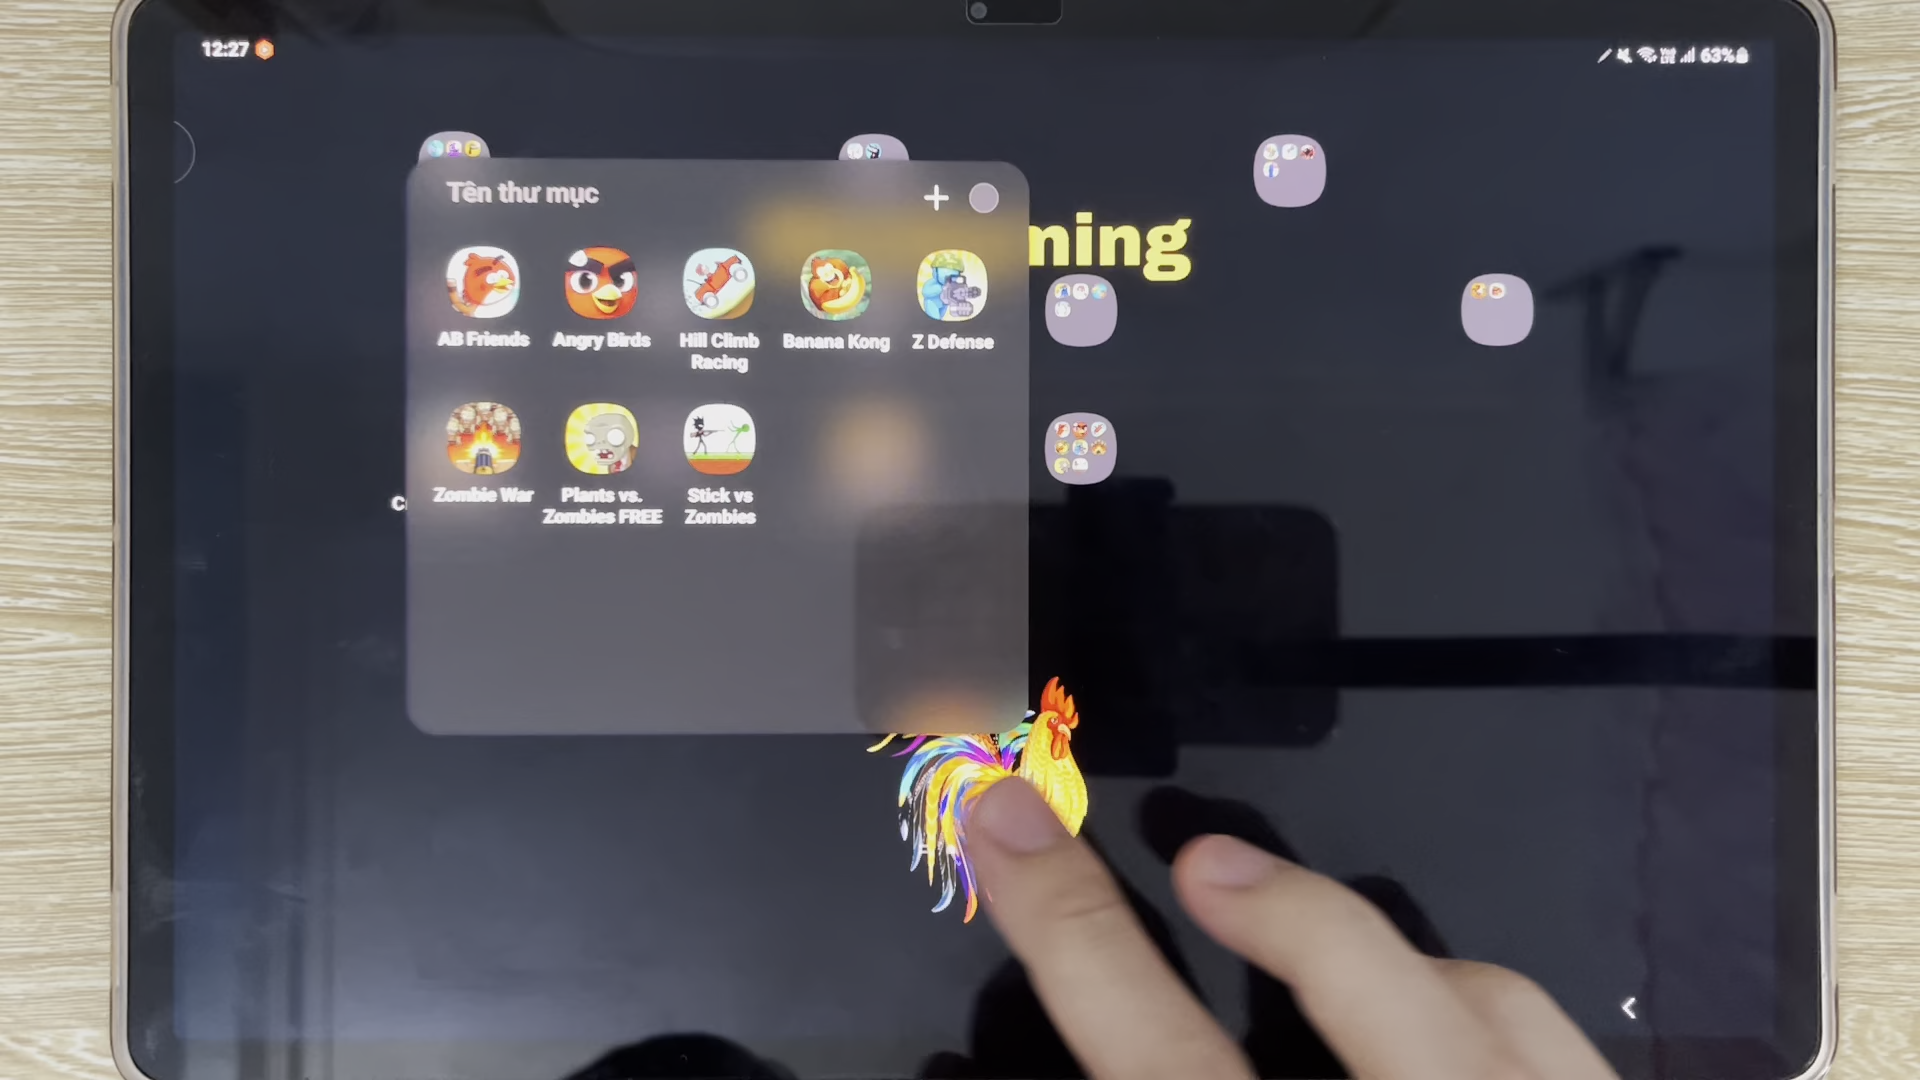 12:27
63%
Tên thư mục
ming
AB Friends
Angry Birds
Hill Climb
Racing
Banana Kong
Z Defense
Zombie War
Plants vs.
Zombies FREE
Stick vs
Zombies